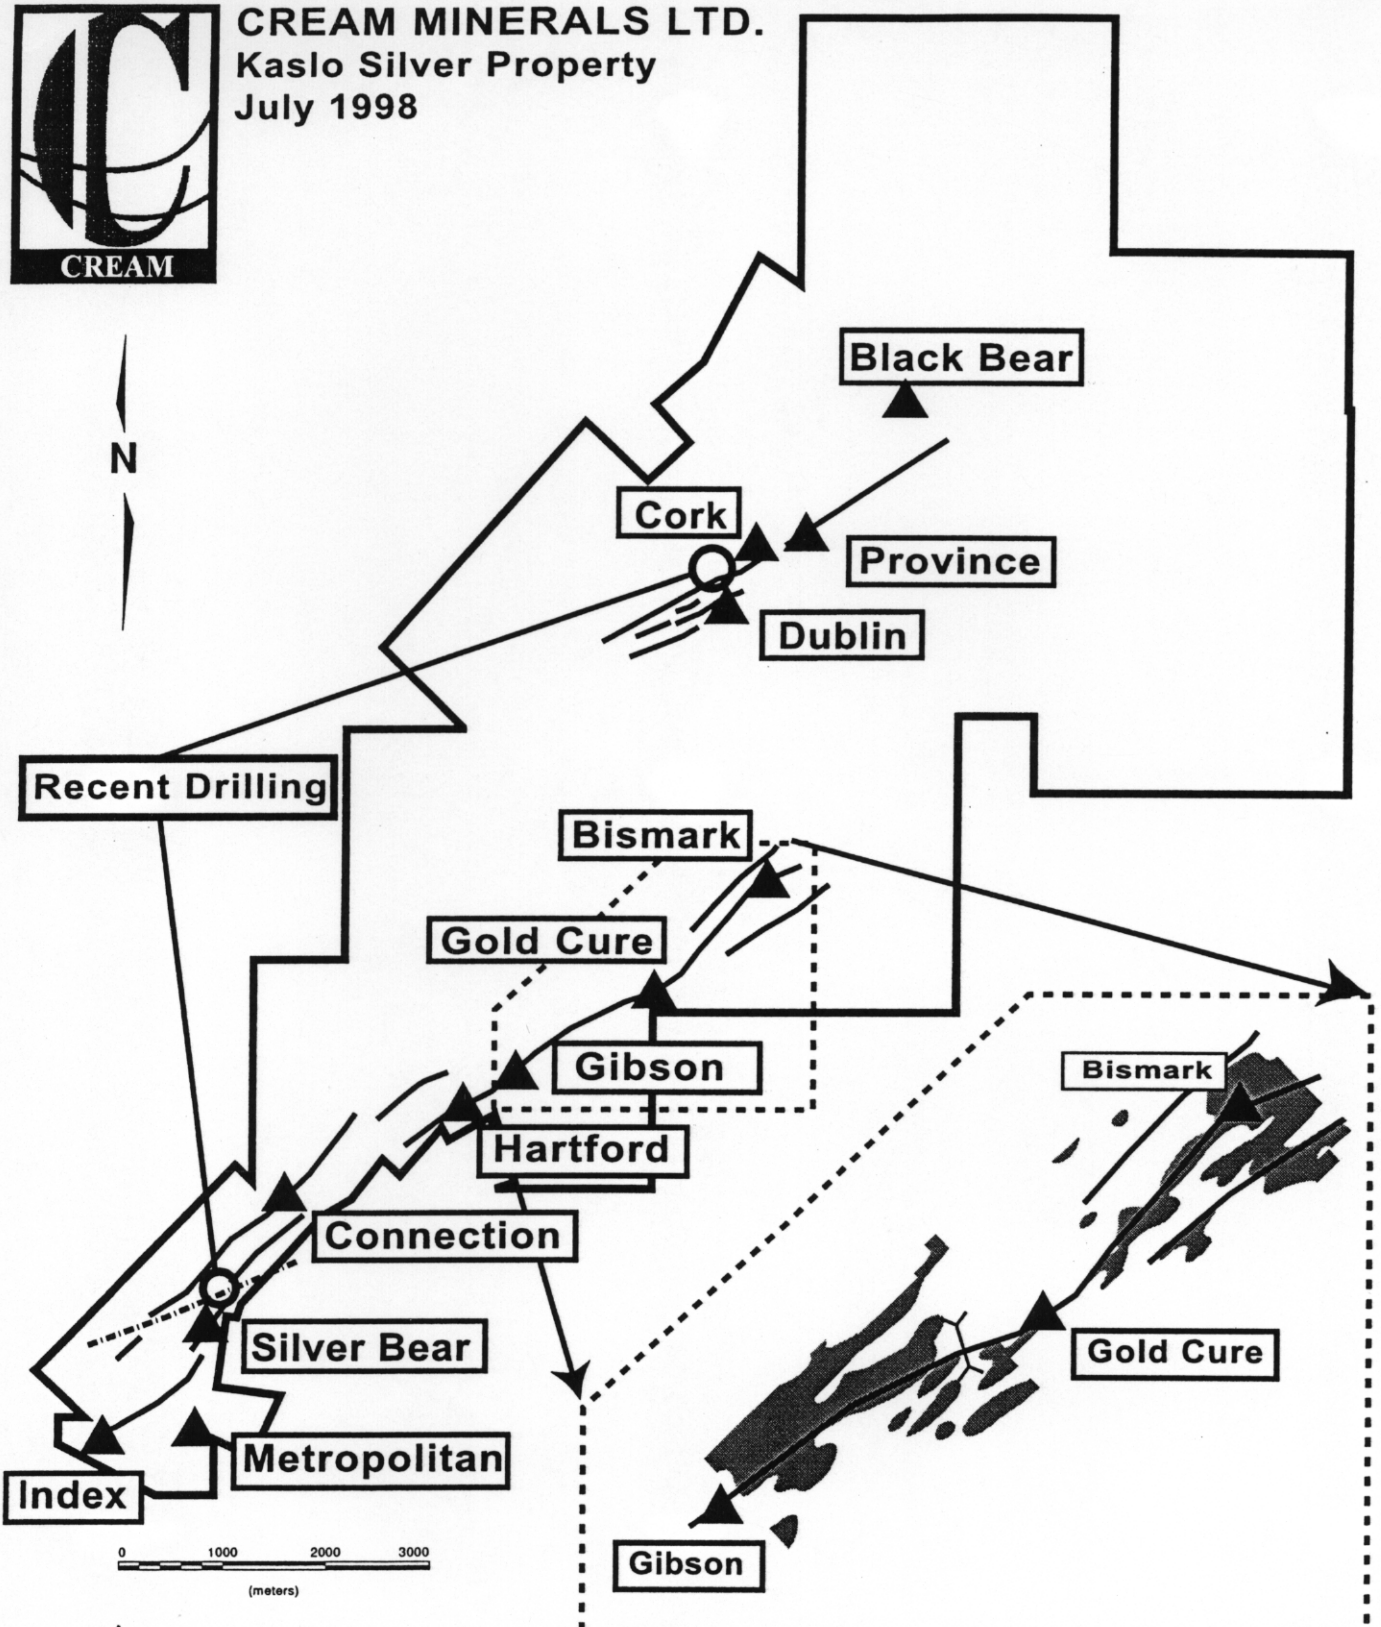 CREAM MINERALS LTD.
Kaslo Silver Property
July 1998
C
CREAM
N
Black Bear
Cork
Province
Dublin
Recent Drilling
Bismark
Gold Cure
Gibson
Hartford
Connection
Silver Bear
Metropolitan
Index
Bismark
Gold Cure
Gibson
0 1000 2000 3000
(meters)